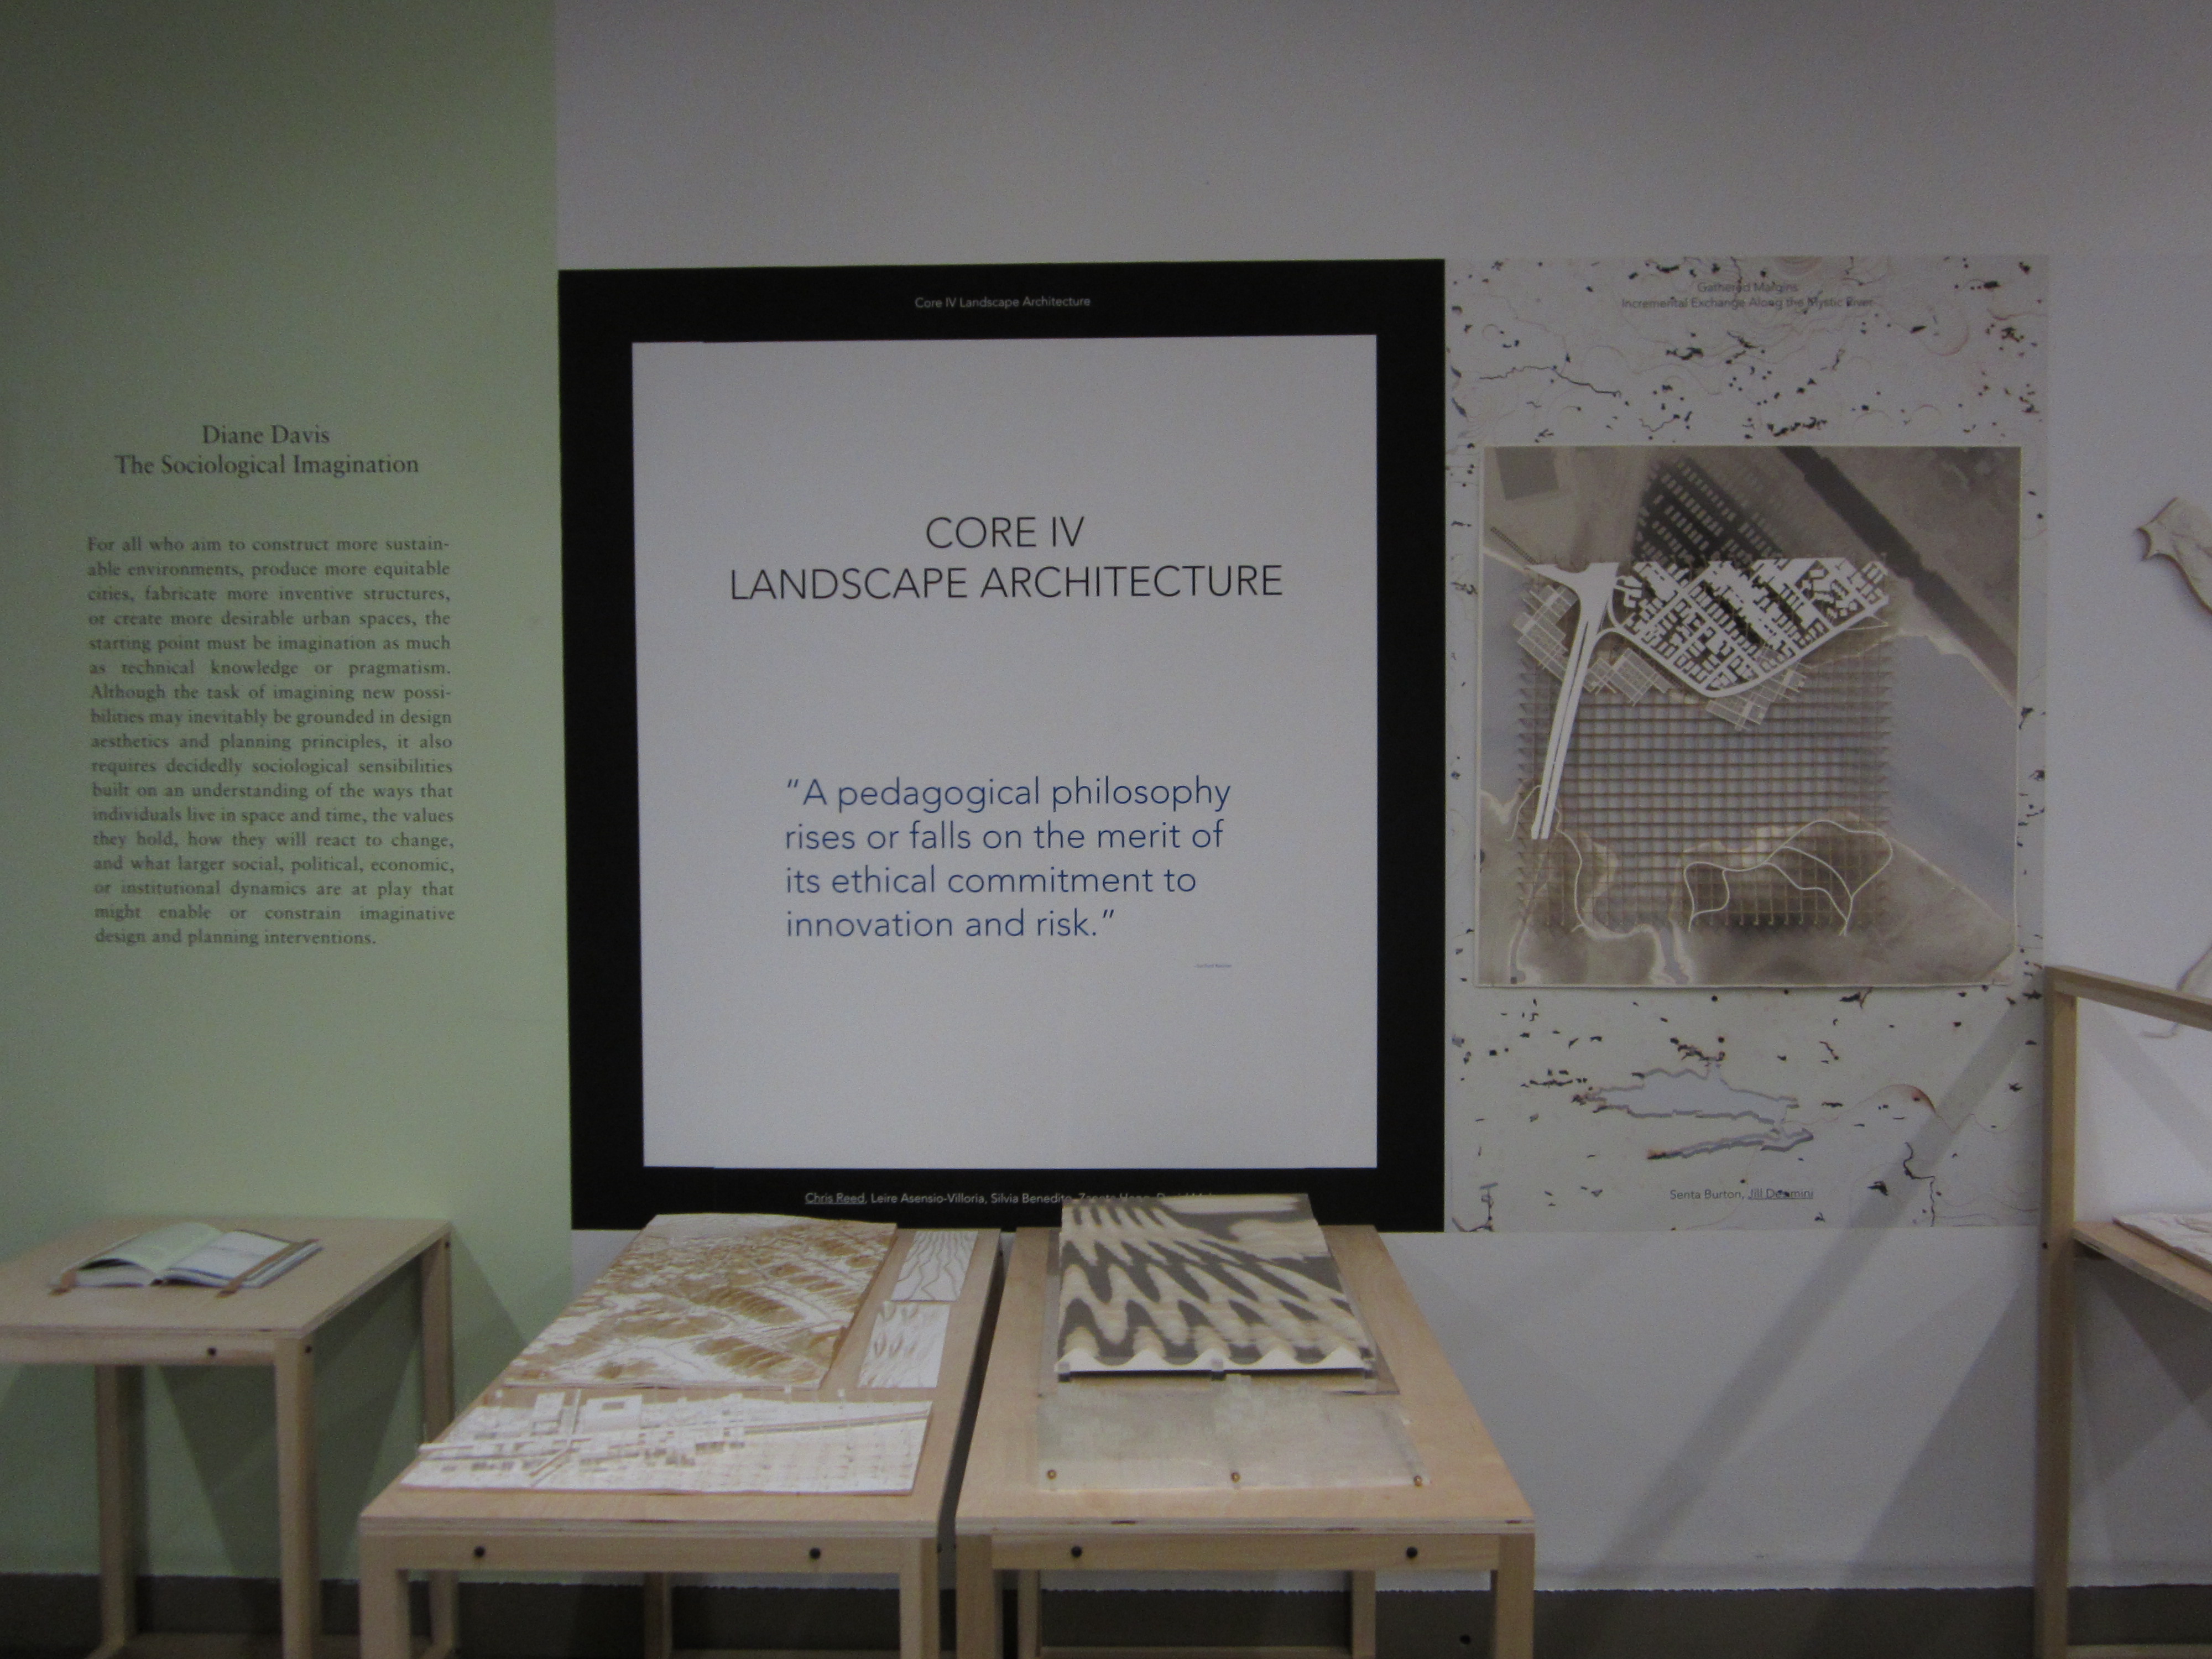 Diane Davis
The Sociological Imagination
For all who aim to construct more sustain-
able environments, produce more equitable
cities, fabricate more inventive structures,
or create more desirable urban spaces, the
starting point must be imagination as much
as technical knowledge or pragmatism.
Although the task of imagining new possi-
bilities may inevitably be grounded in design
aesthetics and planning principles, it also
requires decidedly sociological sensibilities
built on an understanding of the ways that
individuals live in space and time, the values
they hold, how they will react to change,
and what larger social, political, economic,
or institutional dynamics are at play that
might enable or constrain imaginative
design and planning interventions.
Core IV Landscape Architecture
CORE IV
LANDSCAPE ARCHITECTURE
“A pedagogical philosophy
rises or falls on the merit of
its ethical commitment to
innovation and risk.”
Chris Reed, Leire Asensio-Villoria, Silvia Benedito,
Gathered Margins
Incremental Exchange Along the Mystic River
Senta Burton, Jill Desimini